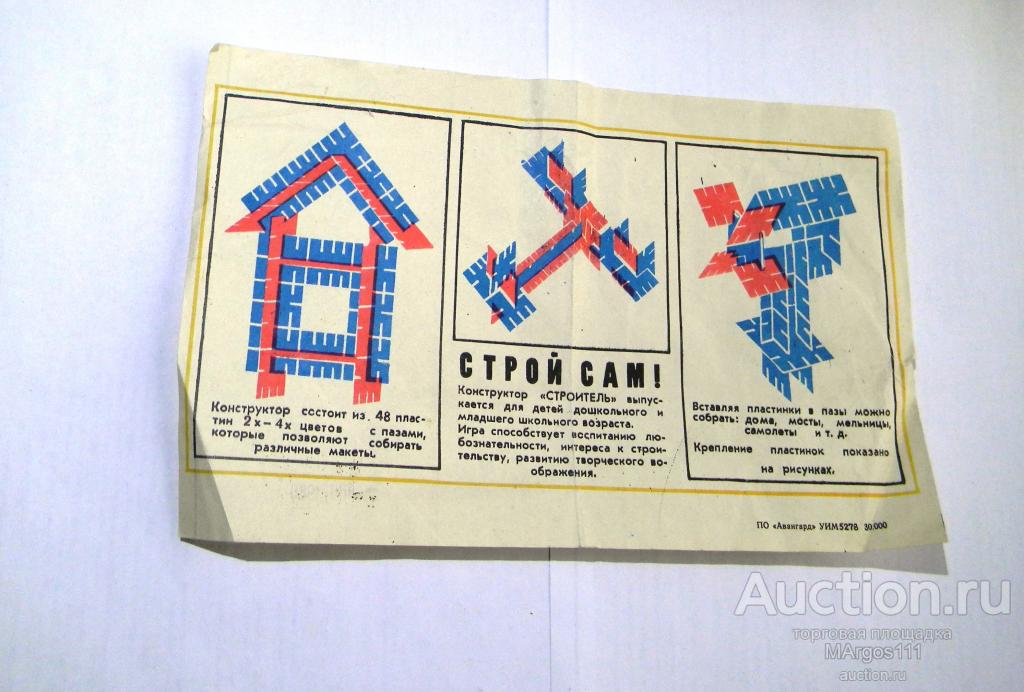 Конструктор состоит из 48 плас-
тин 2х-4х цветов с пазами,
которые позволяют собирать
различные макеты.
СТРОЙ САМ!
Конструктор «СТРОИТЕЛЬ» выпус-
кается для детей дошкольного и
младшего школьного возраста.
Игра способствует воспитанию лю-
бознательности, интереса к строи-
тельству, развитию творческого во-
ображения.
Вставляя пластинки в пазы можно
собрать: дома, мосты, мельницы,
самолеты и т. д.
Крепление пластинок показано
на рисунках.
ПО «Авангард» УИМ5278 30.000
Auction.ru
торговая площадка
MArgos111
auction.ru